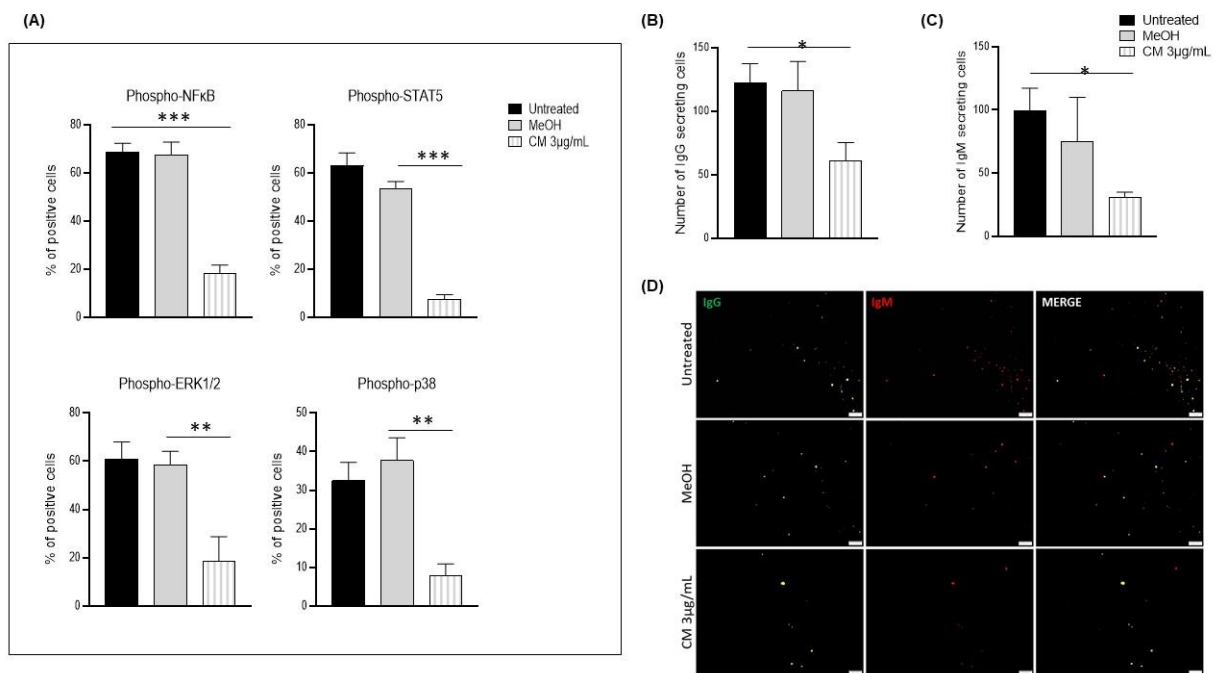 (A)
Phospho-NFκB
***
80
60
40
20
0
% of positive cells
Phospho-STAT5
***
80
60
40
20
0
% of positive cells
Untreated
MeOH
CM 3µg/mL
Phospho-ERK1/2
**
80
60
40
20
0
% of positive cells
Phospho-p38
**
50
40
30
20
10
0
% of positive cells
(B)
*
150
100
50
0
Number of IgG secreting cells
(C)
*
150
100
50
0
Number of IgM secreting cells
Untreated
MeOH
CM 3µg/mL
(D)
IgG
IgM
MERGE
Untreated
MeOH
CM 3µg/mL